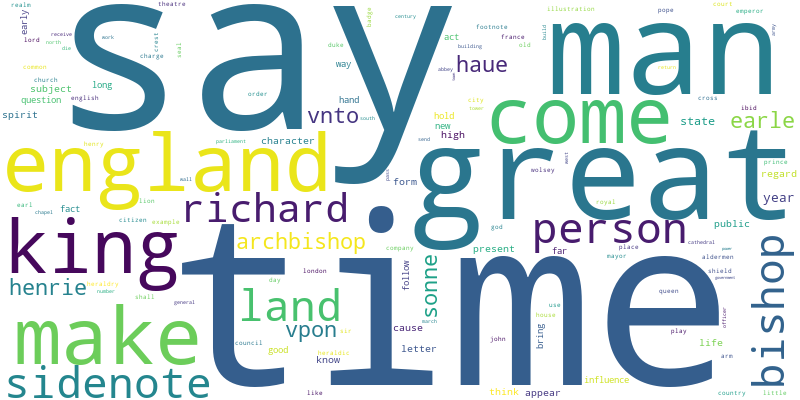 say
man
time
great
england
king
make
come
land
richard
person
sidenote
bishop
archbishop
henrie
haue
vnto
vpon
sonne
earle
state
year
public
regard
present
far
form
follow
cause
letter
know
good
council
character
high
hold
new
act
way
hand
long
subject
question
spirit
early
lord
realm
theatre
receive
north
die
work
crest
charge
seal
badge
century
duke
footnote
france
old
building
abbey
illustration
pope
court
emperor
army
build
common
church
english
order
henry
parliament
south
send
city
tower
cross
ibid
return
prince
wall
lion
earl
fact
chapel
citizen
example
pass
god
wolsey
royal
place
cathedral
mayor
aldermen
power
shield
government
queen
officer
heraldry
number
shall
general
day
london
company
march
john
use
house
bring
play
life
arm
sir
heraldic
like
think
appear
influence
country
little